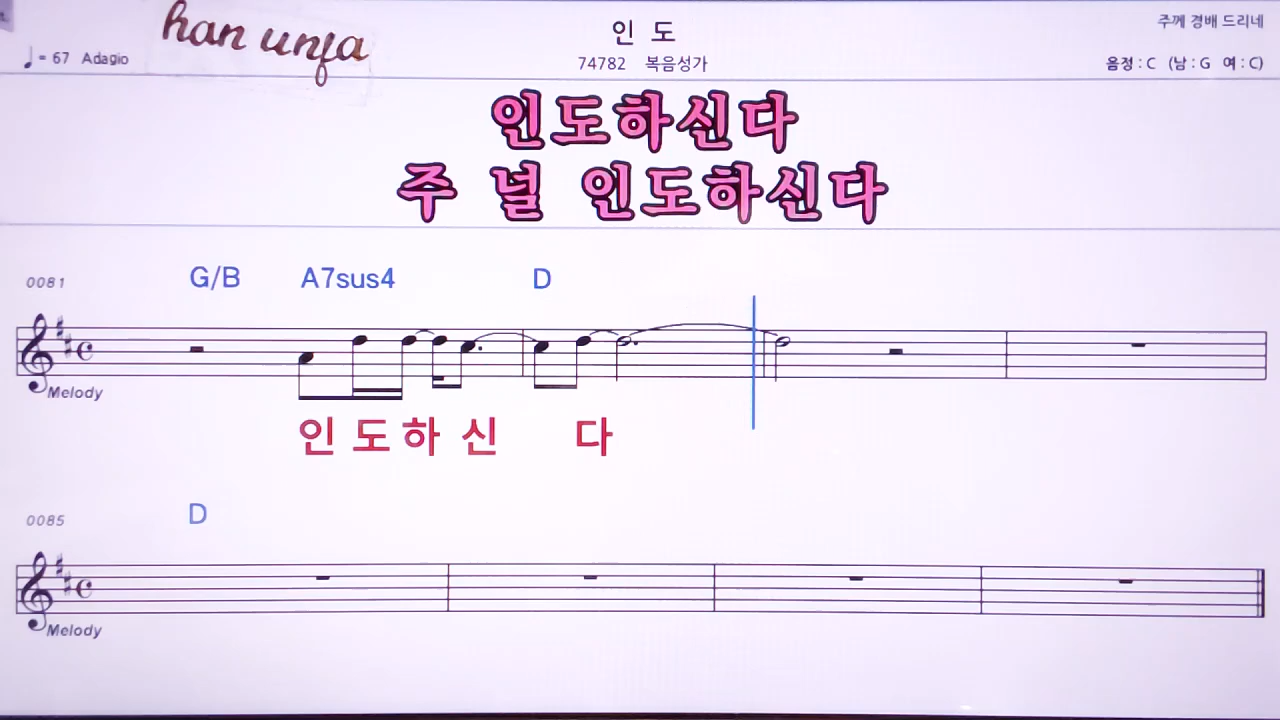 han unja
인 도
주께 경배 드리네
♩ = 67 Adagio
74782 복음성가
음정 : C (남 : G 여 : C)
인도하신다
주 널 인도하신다
0081 G/B A7sus4 D
Melody
인 도 하 신 다
0085 D
Melody